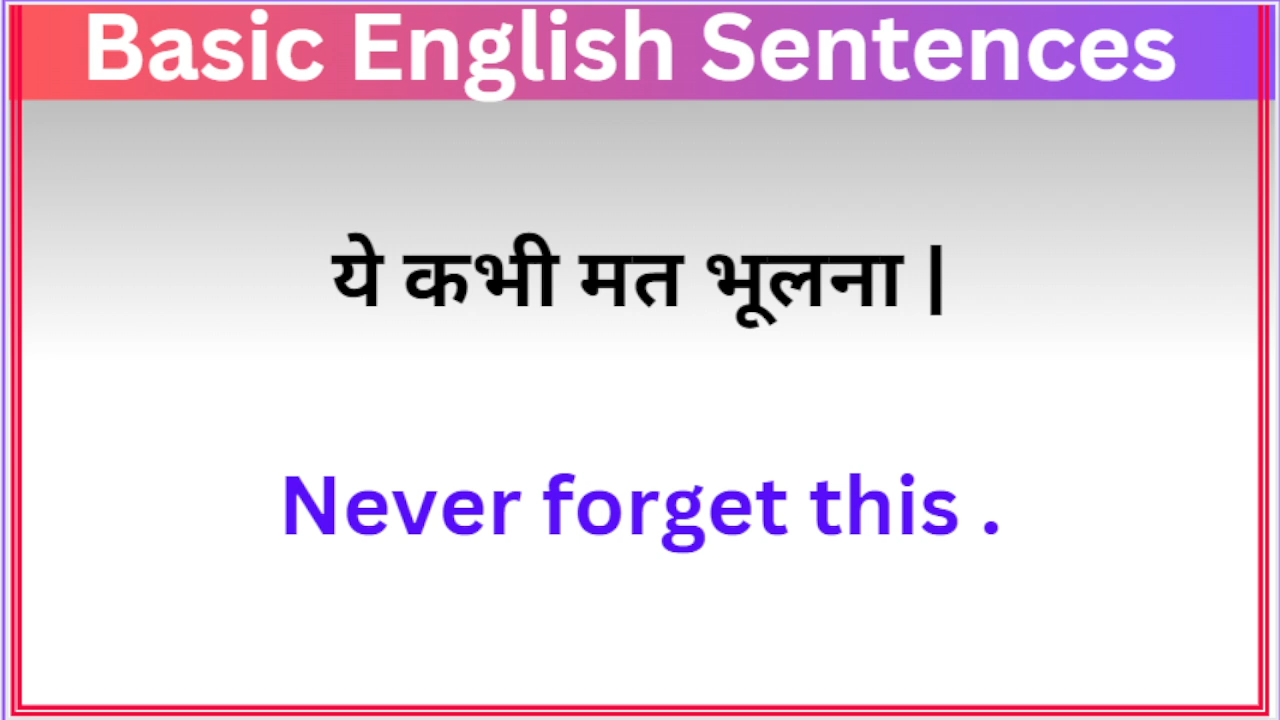 Basic English Sentences
ये कभी मत भूलना |
Never forget this .